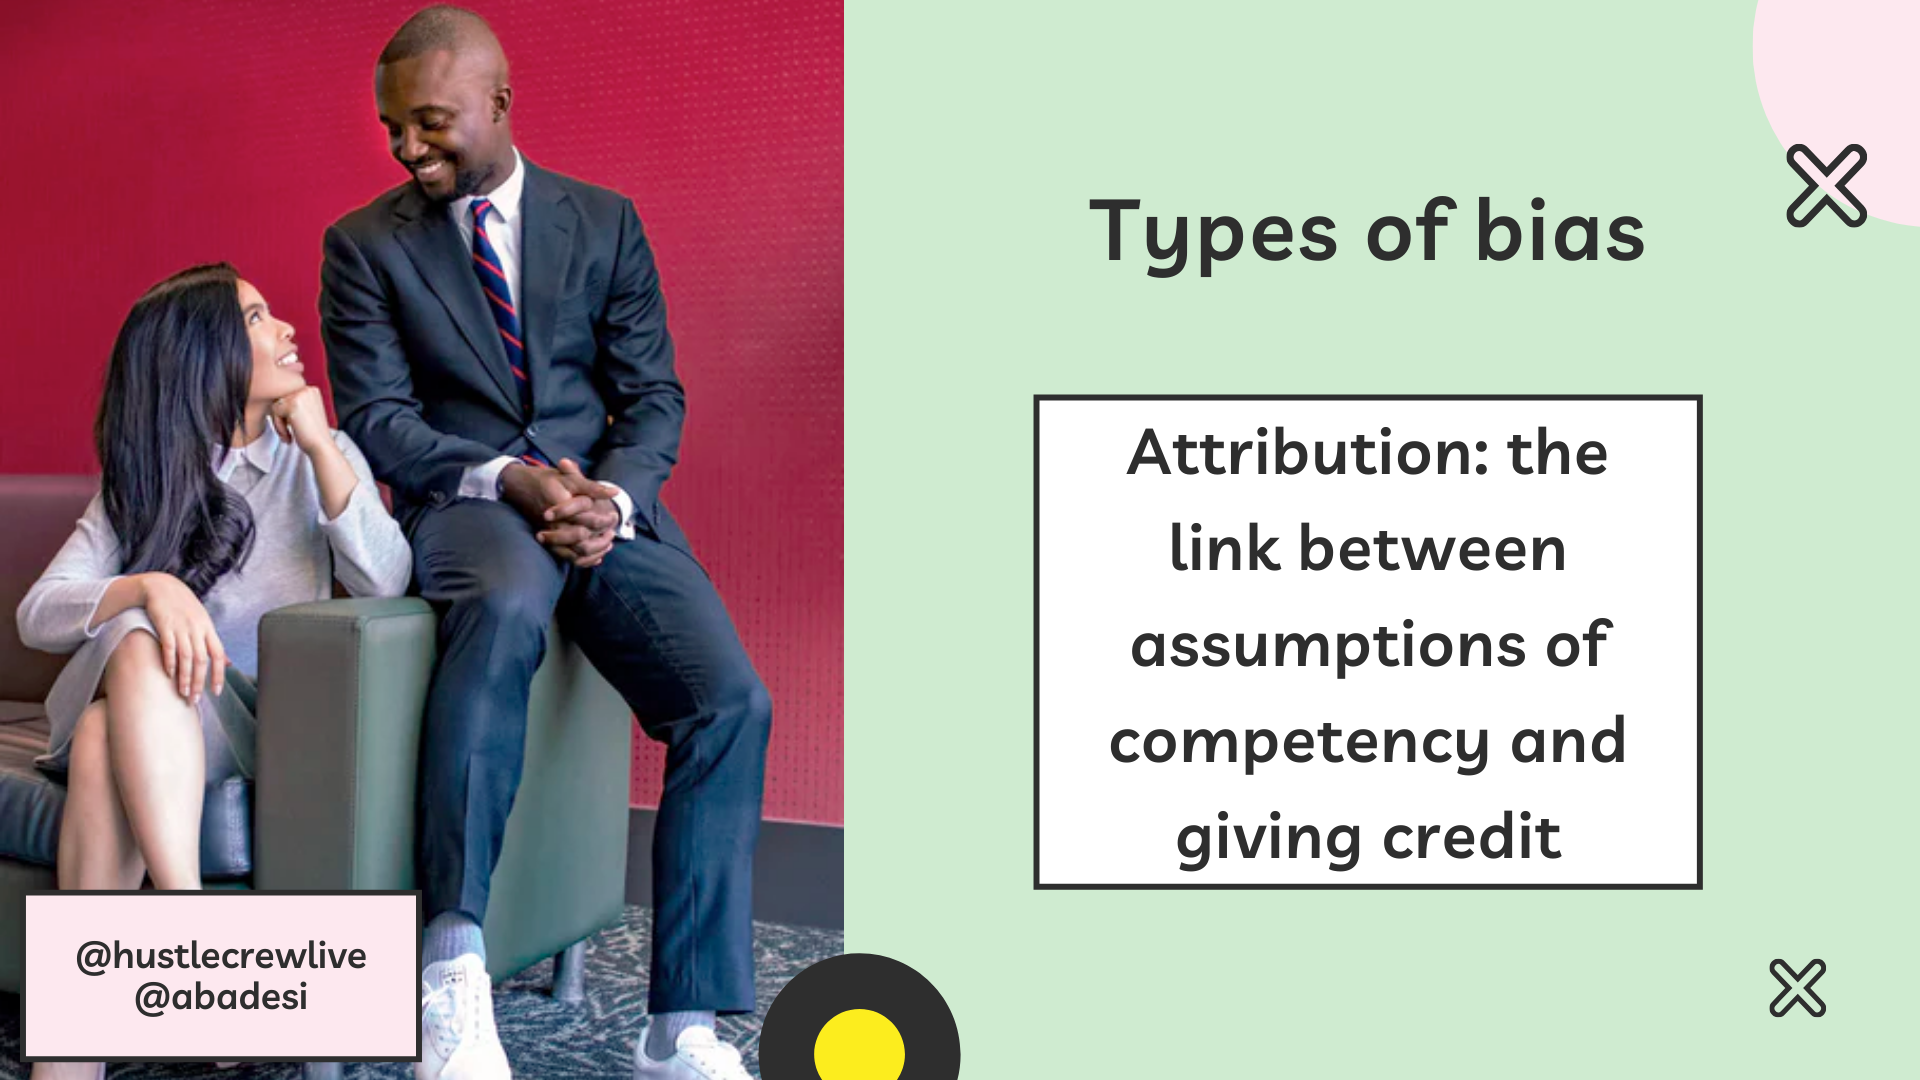 Types of bias
Attribution: the
link between
assumptions of
competency and
giving credit
@hustlecrewlive
@abadesi